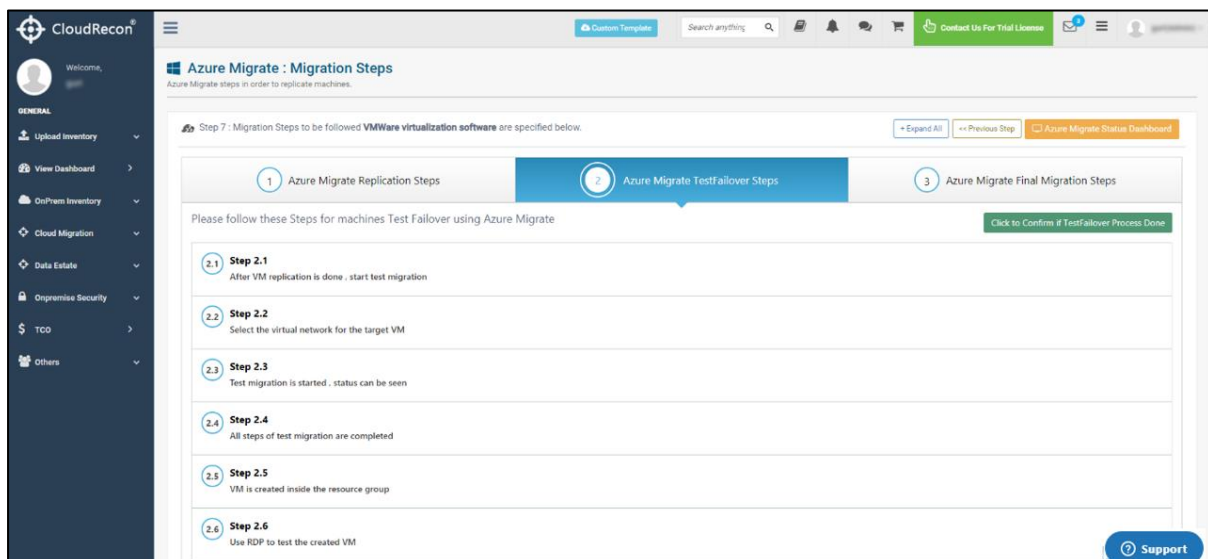 CloudRecon®
Custom Template
Search anything
Contact Us For Trial License
Welcome,
GENERAL
Upload Inventory
View Dashboard
OnPrem Inventory
Cloud Migration
Data Estate
Onpremise Security
$ TCO
Others
Azure Migrate : Migration Steps
Azure Migrate steps in order to replicate machines.
Step 7 : Migration Steps to be followed VMWare virtualization software are specified below.
+ Expand All
<< Previous Step
Azure Migrate Status Dashboard
1 Azure Migrate Replication Steps
2 Azure Migrate TestFailover Steps
3 Azure Migrate Final Migration Steps
Please follow these Steps for machines Test Failover using Azure Migrate
Click to Confirm if TestFailover Process Done
2.1 Step 2.1
After VM replication is done , start test migration
2.2 Step 2.2
Select the virtual network for the target VM
2.3 Step 2.3
Test migration is started , status can be seen
2.4 Step 2.4
All steps of test migration are completed
2.5 Step 2.5
VM is created inside the resource group
2.6 Step 2.6
Use RDP to test the created VM
Support